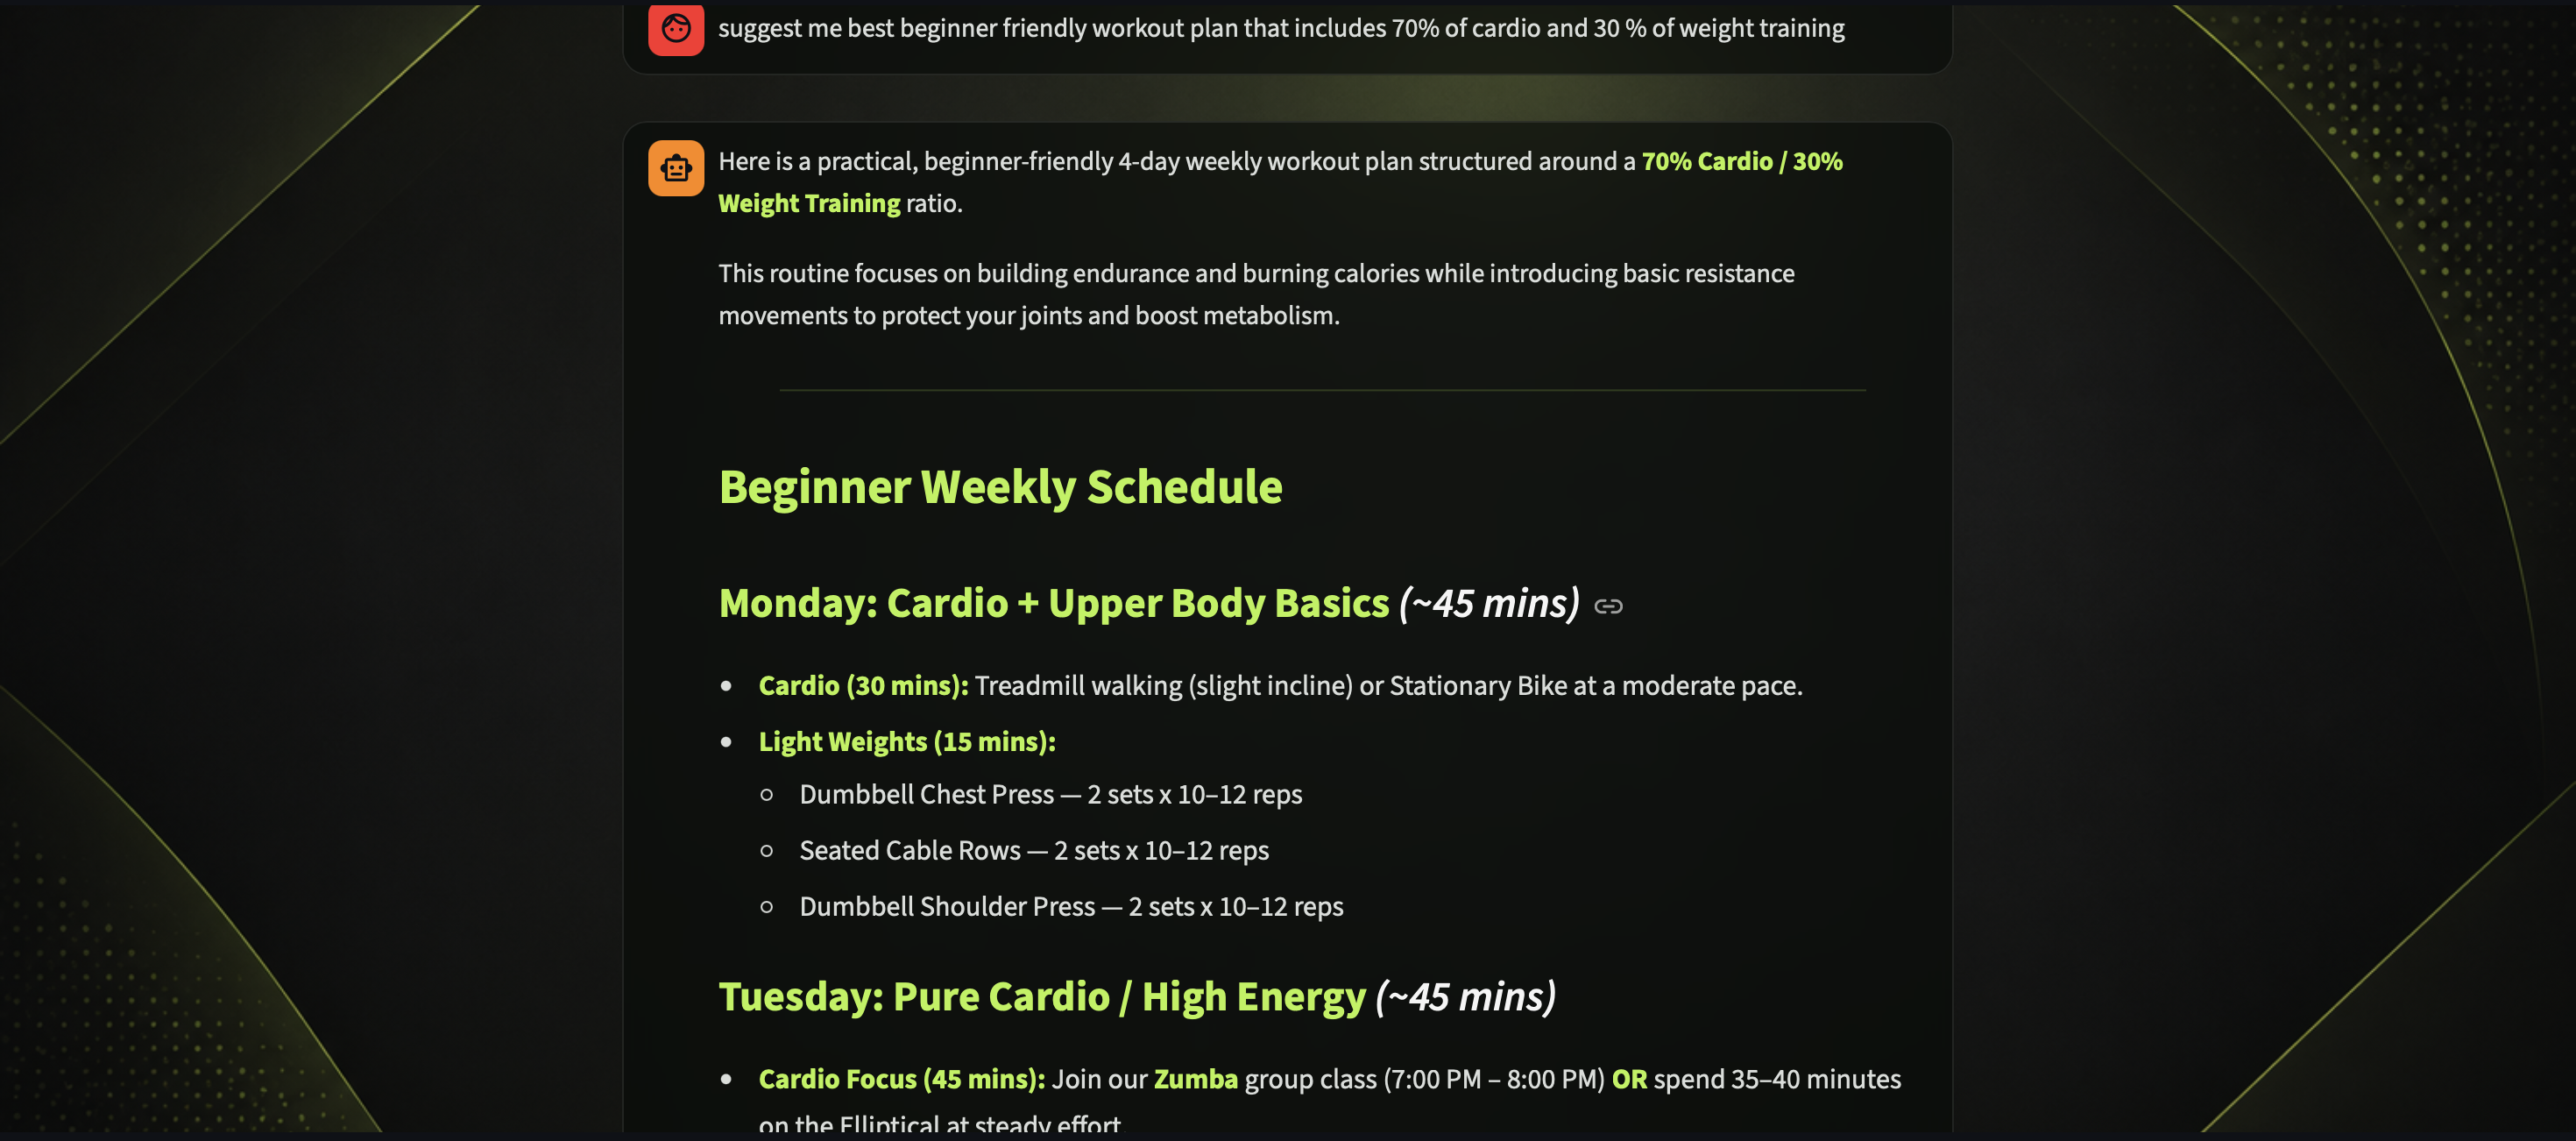 suggest me best beginner friendly workout plan that includes 70% of cardio and 30 % of weight training
Here is a practical, beginner-friendly 4-day weekly workout plan structured around a 70% Cardio / 30%
Weight Training ratio.
This routine focuses on building endurance and burning calories while introducing basic resistance
movements to protect your joints and boost metabolism.
Beginner Weekly Schedule
Monday: Cardio + Upper Body Basics (~45 mins)
• Cardio (30 mins): Treadmill walking (slight incline) or Stationary Bike at a moderate pace.
• Light Weights (15 mins):
○ Dumbbell Chest Press — 2 sets x 10–12 reps
○ Seated Cable Rows — 2 sets x 10–12 reps
○ Dumbbell Shoulder Press — 2 sets x 10–12 reps
Tuesday: Pure Cardio / High Energy (~45 mins)
• Cardio Focus (45 mins): Join our Zumba group class (7:00 PM – 8:00 PM) OR spend 35–40 minutes
on the Elliptical at steady effort.